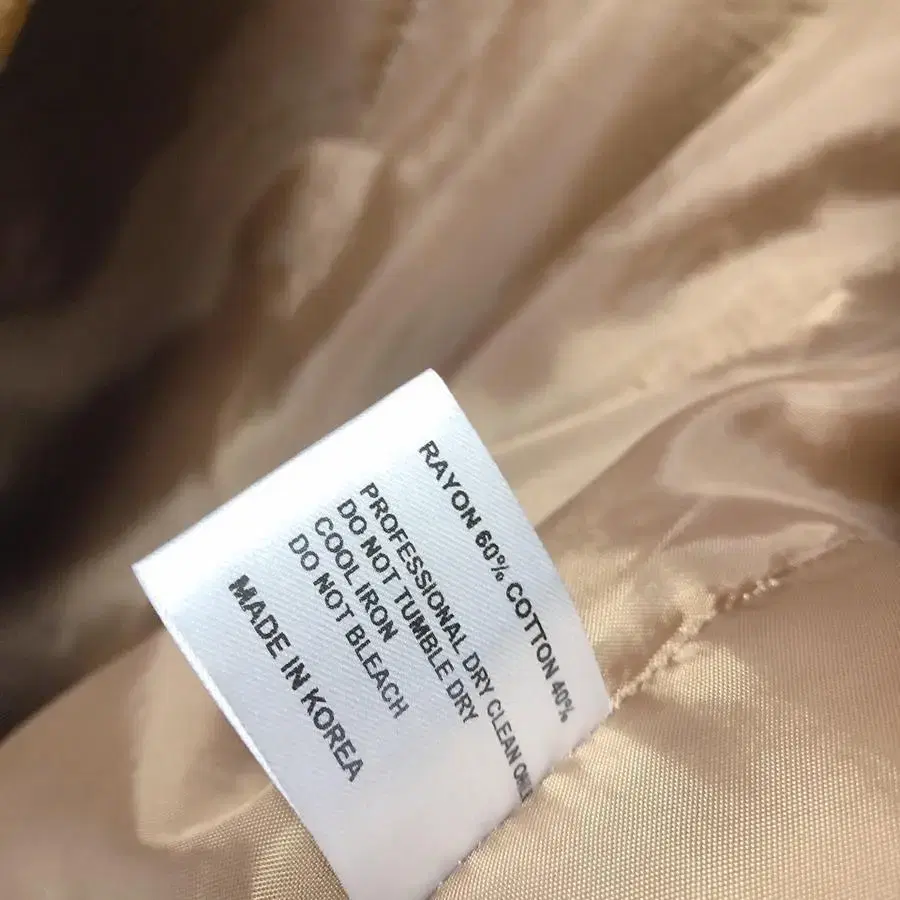 RAYON 60% COTTON 40%
PROFESSIONAL DRY CLEAN
DO NOT TUMBLE DRY
COOL IRON
DO NOT BLEACH
MADE IN KOREA